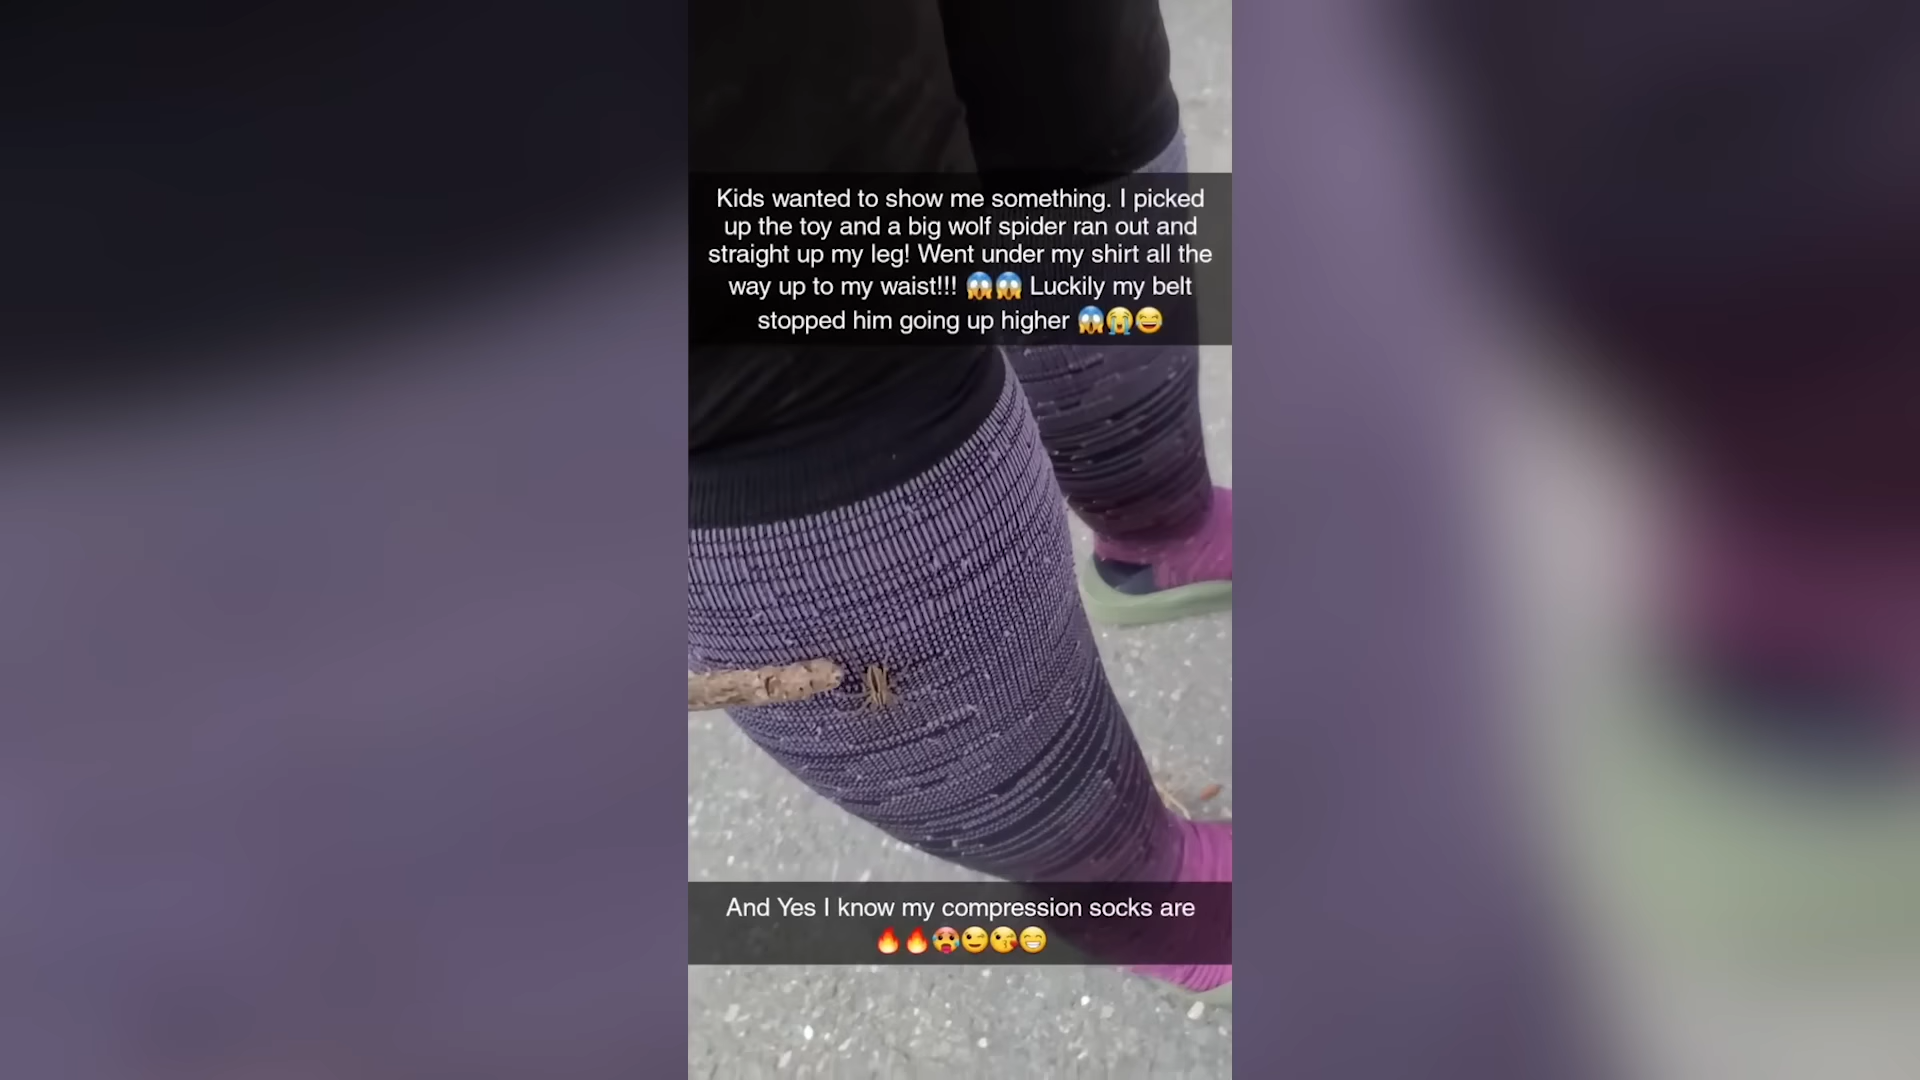 Kids wanted to show me something. I picked
up the toy and a big wolf spider ran out and
straight up my leg! Went under my shirt all the
way up to my waist!!! 😱😱 Luckily my belt
stopped him going up higher 😱😭😄
And Yes I know my compression socks are
🔥🔥🥵😉😘😁